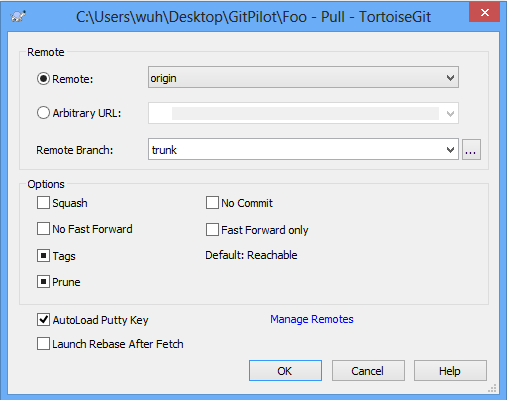 C:\Users\wuh\Desktop\GitPilot\Foo - Pull - TortoiseGit
Remote
Remote:
origin
Arbitrary URL:
Remote Branch:
trunk
...
Options
Squash
No Commit
No Fast Forward
Fast Forward only
Tags
Default: Reachable
Prune
AutoLoad Putty Key
Manage Remotes
Launch Rebase After Fetch
OK
Cancel
Help